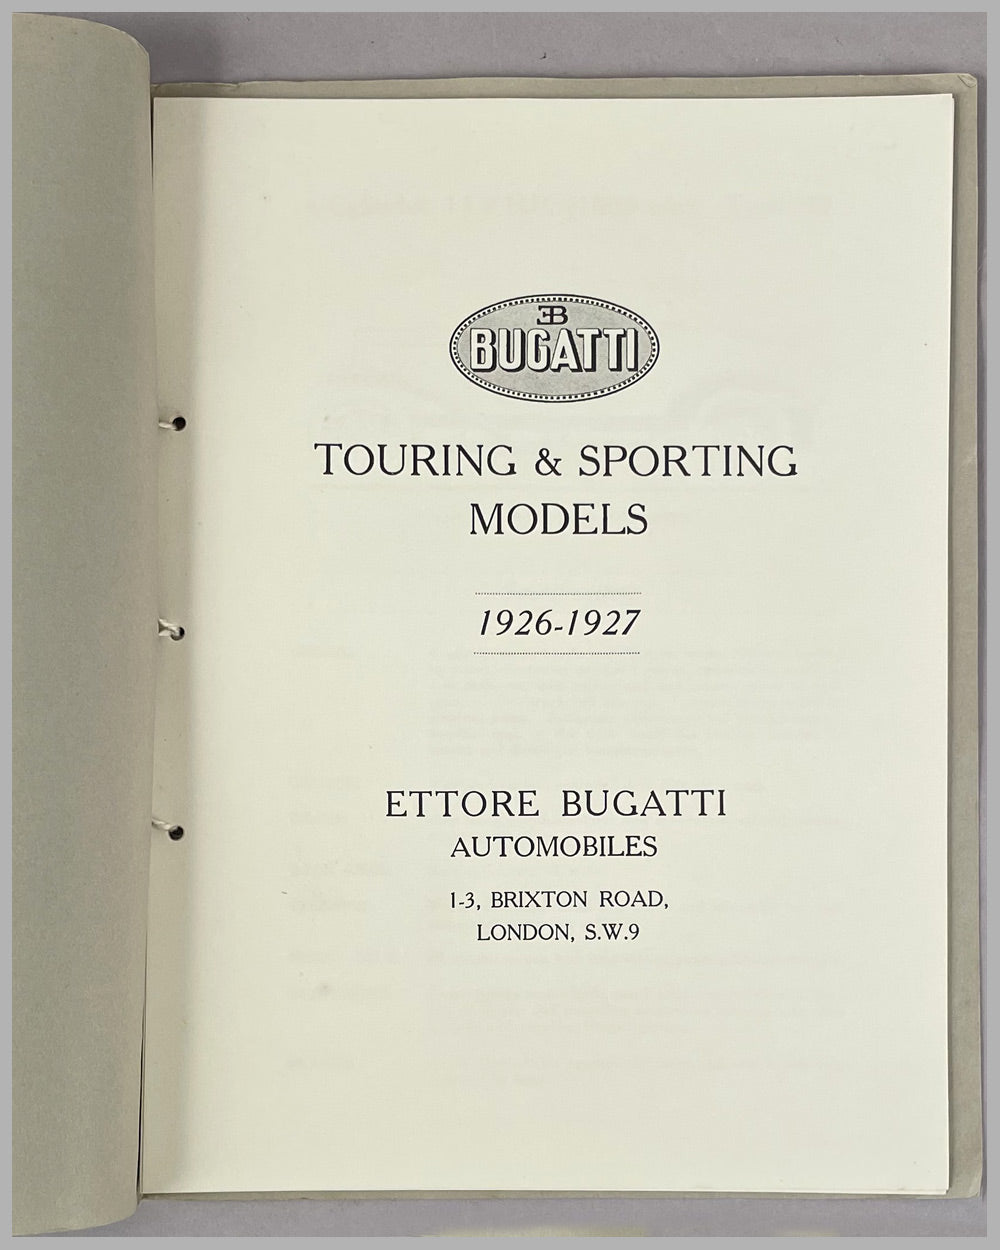 EB
BUGATTI
TOURING & SPORTING
MODELS
1926-1927
ETTORE BUGATTI
AUTOMOBILES
1-3, BRIXTON ROAD,
LONDON, S.W.9